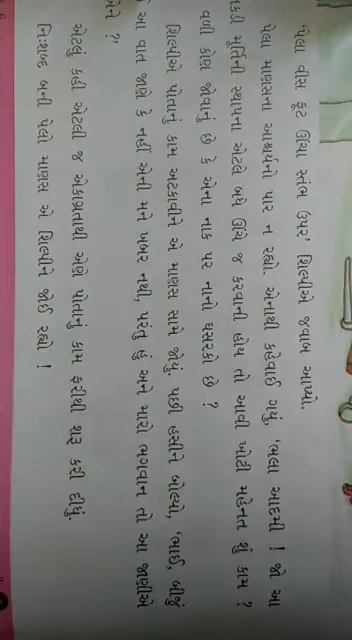 'પેલા વીસ ફૂટ ઊંચા સ્તંભ ઉપર' શિલ્પીએ જવાબ આપ્યો.
પેલા માણસના આશ્ચર્યનો પાર ન રહ્યો. એનાથી કહેવાઈ ગયું, 'ભલા આદમી ! જો આ
મૂર્તિની સ્થાપના એટલે બધે ઊંચે જ કરવાની હોય તો આવી ખોટી મહેનત શું કામ ?
વળી કોણ જોવાનું છે કે એના નાક પર નાનો ઘસરકો છે ?
શિલ્પીએ પોતાનું કામ અટકાવીને એ માણસ સામે જોયું. પછી હસીને બોલ્યો, 'ભાઈ, બીજું
આ વાત જાણે કે નહીં એની મને ખબર નથી, પરંતુ હું અને મારો ભગવાન તો આ જાણીએ
?'
એટલું કહી એટલી જ એકાગ્રતાથી એણે પોતાનું કામ ફરીથી શરૂ કરી દીધું.
નિઃશબ્દ બની પેલો માણસ એ શિલ્પીને જોઈ રહ્યો !